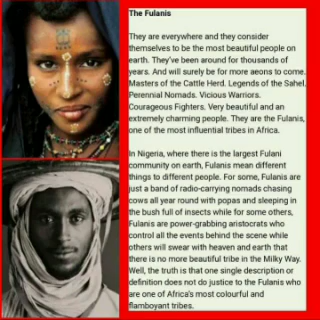 The Fulanis
They are everywhere and they consider
themselves to be the most beautiful people on
earth. They've been around for thousands of
years. And will surely be for more aeons to come.
Masters of the Cattle Herd. Legends of the Sahel.
Perennial Nomads. Vicious Warriors.
Courageous Fighters. Very beautiful and an
extremely charming people. They are the Fulanis,
one of the most influential tribes in Africa.
In Nigeria, where there is the largest Fulani
community on earth, Fulanis mean different
things to different people. For some, Fulanis are
just a band of radio-carrying nomads chasing
cows all year round with popas and sleeping in
the bush full of insects while for some others,
Fulanis are power-grabbing aristocrats who
control all the events behind the scene while
others will swear with heaven and earth that
there is no more beautiful tribe in the Milky Way.
Well, the truth is that one single description or
definition does not do justice to the Fulanis who
are one of Africa's most colourful and
flamboyant tribes.